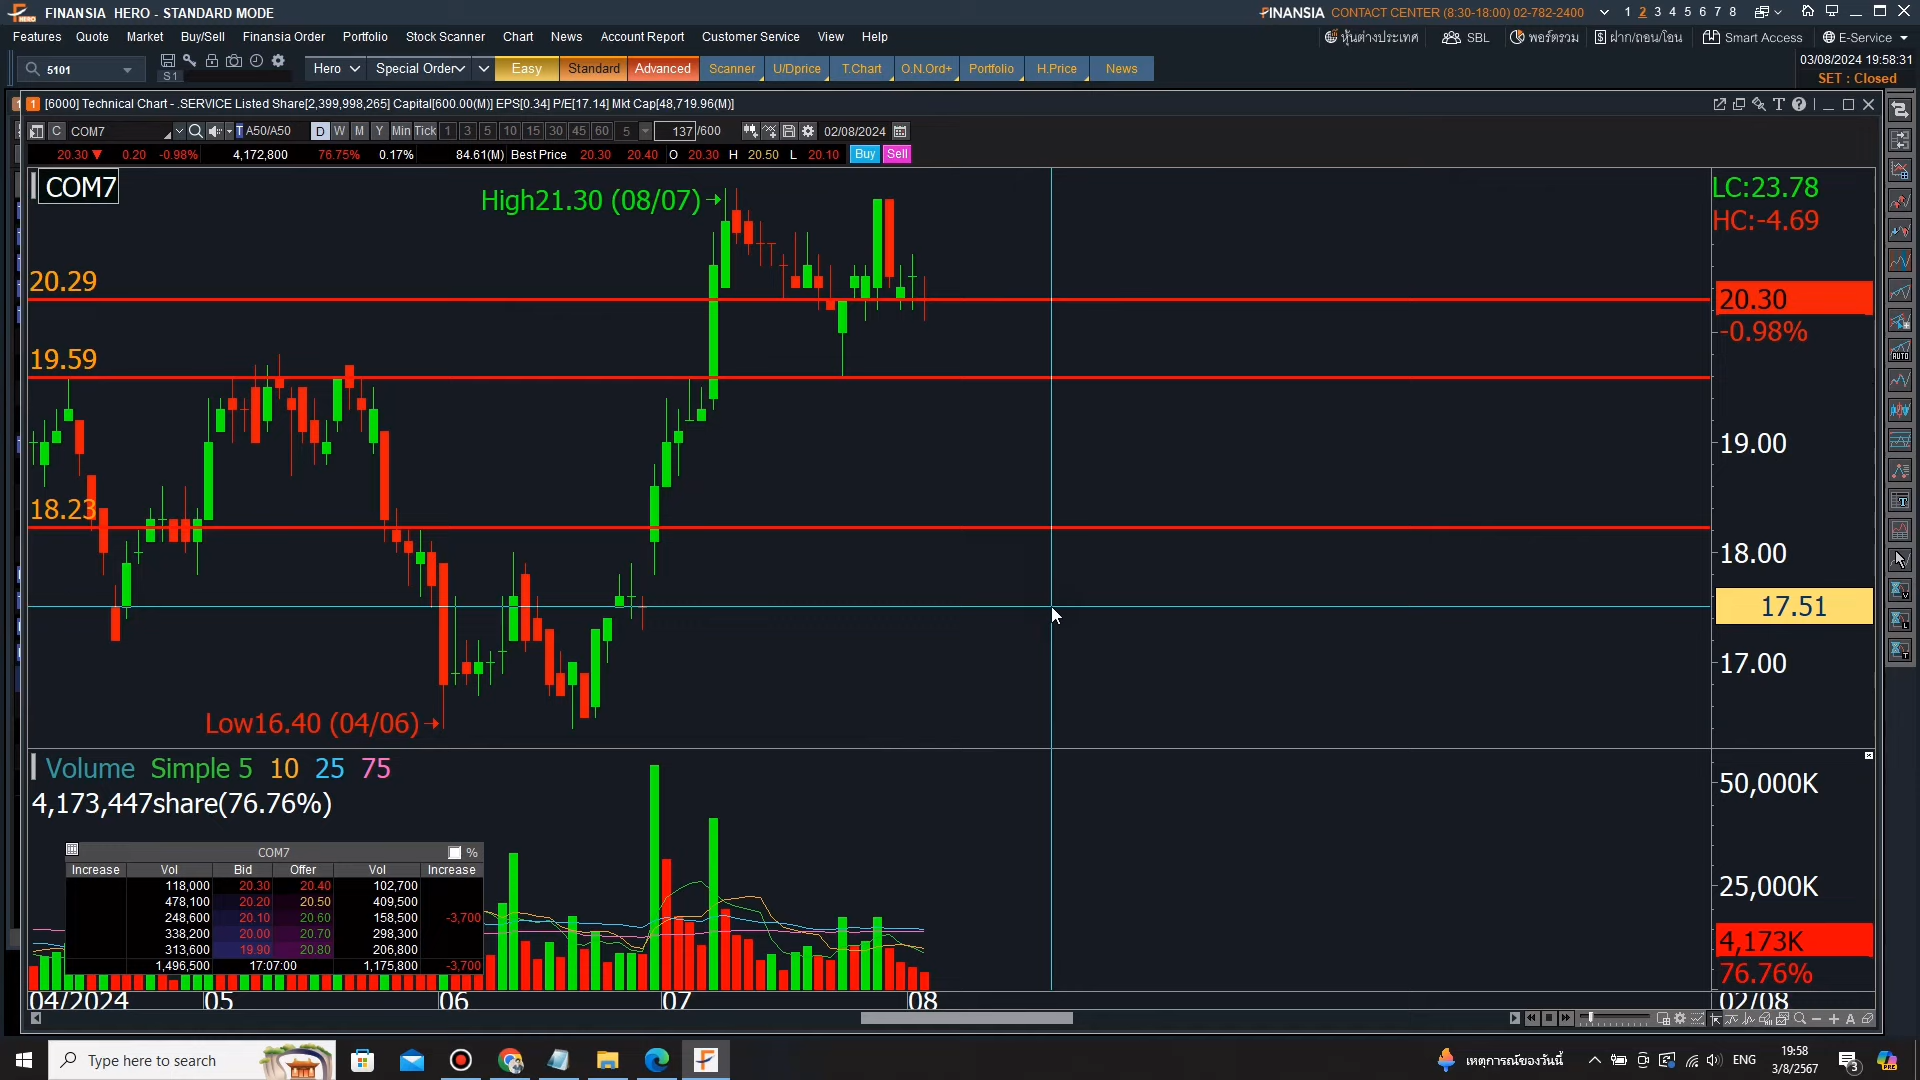 FINANSIA HERO - STANDARD MODE
FINANSIA CONTACT CENTER (8:30-18:00) 02-782-2400
1 2 3 4 5 6 7 8
Features Quote Market Buy/Sell Finansia Order Portfolio Stock Scanner Chart News Account Report Customer Service View Help
หุ้นต่างประเทศ SBL พอร์ตรวม ฝาก/ถอน/โอน Smart Access E-Service
5101 S1 Hero Special Order Easy Standard Advanced Scanner U/Dprice T.Chart O.N.Ord+ Portfolio H.Price News
03/08/2024 19:58:31
SET : Closed
1 [6000] Technical Chart - .SERVICE Listed Share[2,399,998,265] Capital[600.00(M)] EPS[0.34] P/E[17.14] Mkt Cap[48,719.96(M)]
C COM7 T A50/A50 D W M Y Min Tick 1 3 5 10 15 30 45 60 5 137 /600 02/08/2024
20.30 ▼ 0.20 -0.98% 4,172,800 76.75% 0.17% 84.61(M) Best Price 20.30 20.40 O 20.30 H 20.50 L 20.10 Buy Sell
COM7
High21.30 (08/07)→
LC:23.78
HC:-4.69
20.29
20.30
-0.98%
19.59
19.00
18.23
18.00
17.51
17.00
Low16.40 (04/06)→
Volume Simple 5 10 25 75
4,173,447share(76.76%)
50,000K
25,000K
4,173K
76.76%
COM7 %
Increase Vol Bid Offer Vol Increase
118,000 20.30 20.40 102,700
478,100 20.20 20.50 409,500
248,600 20.10 20.60 158,500 -3,700
338,200 20.00 20.70 298,300
313,600 19.90 20.80 206,800
1,496,500 17:07:00 1,175,800 -3,700
04/2024 05 06 07 08 02/08
Type here to search
เหตุการณ์ของวันนี้
ENG
19:58
3/8/2567
3